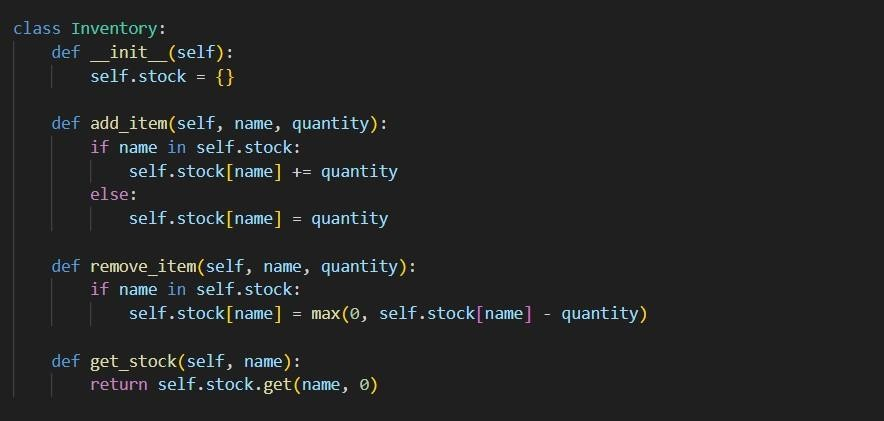 class Inventory:
    def __init__(self):
        self.stock = {}

    def add_item(self, name, quantity):
        if name in self.stock:
            self.stock[name] += quantity
        else:
            self.stock[name] = quantity

    def remove_item(self, name, quantity):
        if name in self.stock:
            self.stock[name] = max(0, self.stock[name] - quantity)

    def get_stock(self, name):
        return self.stock.get(name, 0)